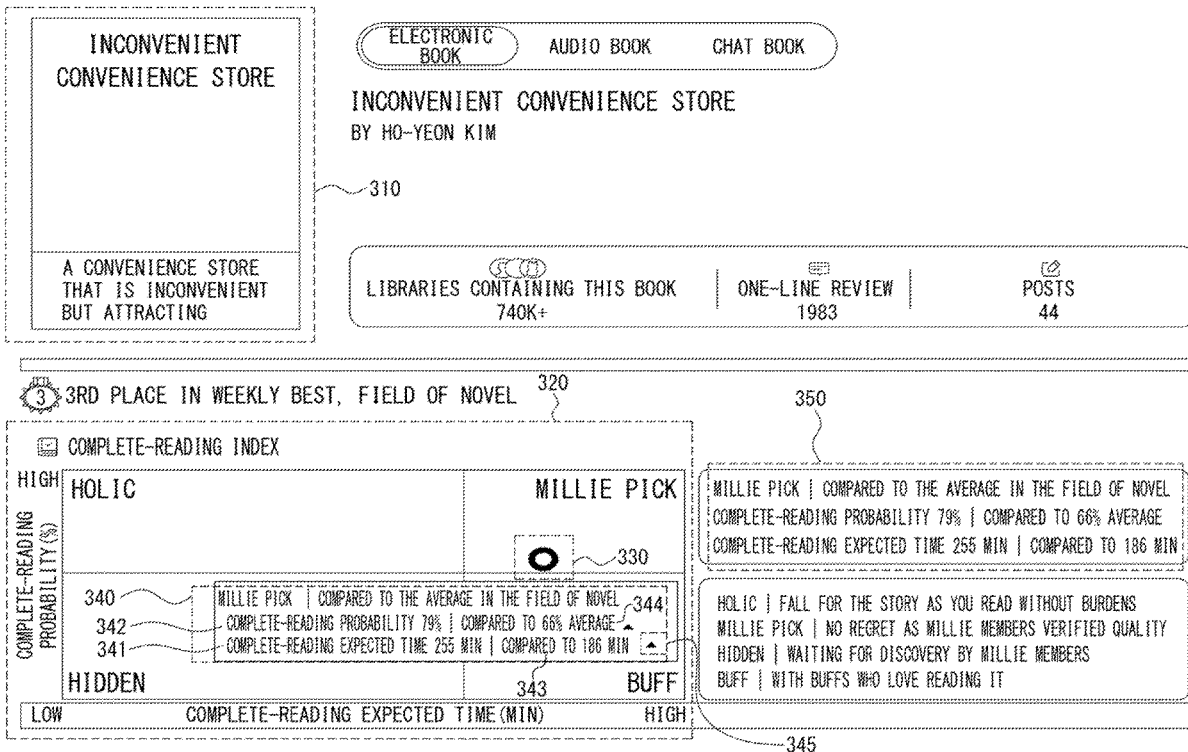 INCONVENIENT
CONVENIENCE STORE
A CONVENIENCE STORE
THAT IS INCONVENIENT
BUT ATTRACTING
310
ELECTRONIC
BOOK
AUDIO BOOK
CHAT BOOK
INCONVENIENT CONVENIENCE STORE
BY HO-YEON KIM
LIBRARIES CONTAINING THIS BOOK
740K+
ONE-LINE REVIEW
1983
POSTS
44
3 3RD PLACE IN WEEKLY BEST, FIELD OF NOVEL
320
350
COMPLETE-READING INDEX
HIGH
COMPLETE-READING
PROBABILITY(%)
HOLIC
MILLIE PICK
330
340
MILLIE PICK | COMPARED TO THE AVERAGE IN THE FIELD OF NOVEL
344
342
COMPLETE-READING PROBABILITY 79% | COMPARED TO 66% AVERAGE ▲
341
COMPLETE-READING EXPECTED TIME 255 MIN | COMPARED TO 186 MIN ▲
343
HIDDEN
BUFF
LOW
COMPLETE-READING EXPECTED TIME(MIN)
HIGH
345
MILLIE PICK | COMPARED TO THE AVERAGE IN THE FIELD OF NOVEL
COMPLETE-READING PROBABILITY 79% | COMPARED TO 66% AVERAGE
COMPLETE-READING EXPECTED TIME 255 MIN | COMPARED TO 186 MIN
HOLIC | FALL FOR THE STORY AS YOU READ WITHOUT BURDENS
MILLIE PICK | NO REGRET AS MILLIE MEMBERS VERIFIED QUALITY
HIDDEN | WAITING FOR DISCOVERY BY MILLIE MEMBERS
BUFF | WITH BUFFS WHO LOVE READING IT